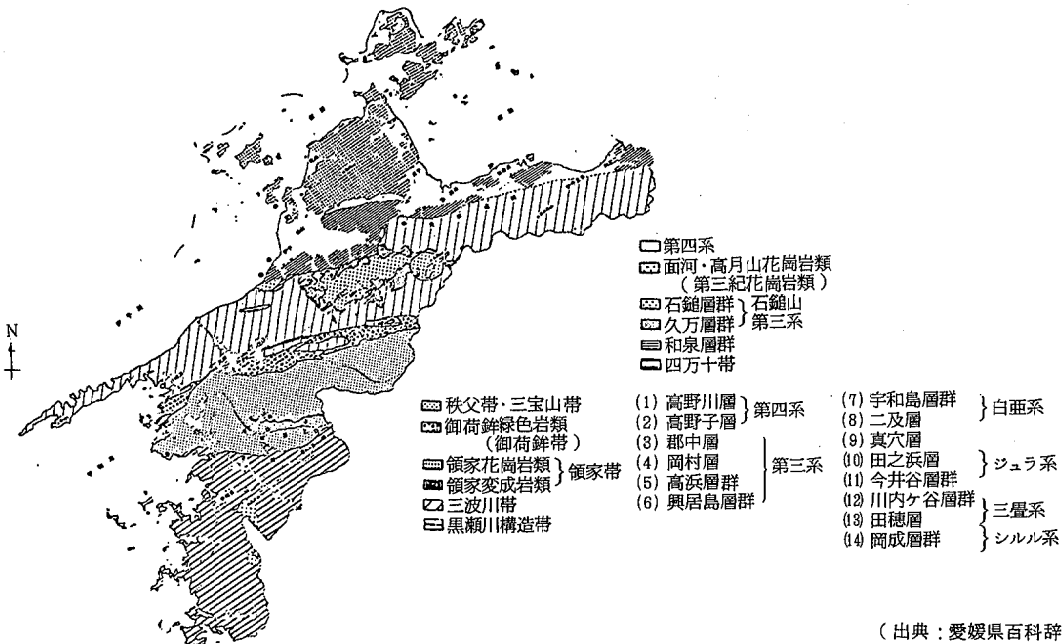 N
第四系
面河・高月山花崗岩類
(第三紀花崗岩類)
石鎚層群
久万層群
石鎚山
第三系
和泉層群
四万十帯
秩父帯・三宝山帯
御荷鉾緑色岩類
(御荷鉾帯)
領家花崗岩類
領家変成岩類
領家帯
三波川帯
黒瀬川構造帯
(1) 高野川層
(2) 高野子層
第四系
(3) 郡中層
(4) 岡村層
(5) 高浜層群
(6) 興居島層群
第三系
(7) 宇和島層群
(8) 二及層
白亜系
(9) 真穴層
(10) 田之浜層
(11) 今井谷層群
ジュラ系
(12) 川内ケ谷層群
(13) 田穂層
三畳系
(14) 岡成層群
シルル系
(出典:愛媛県百科辞